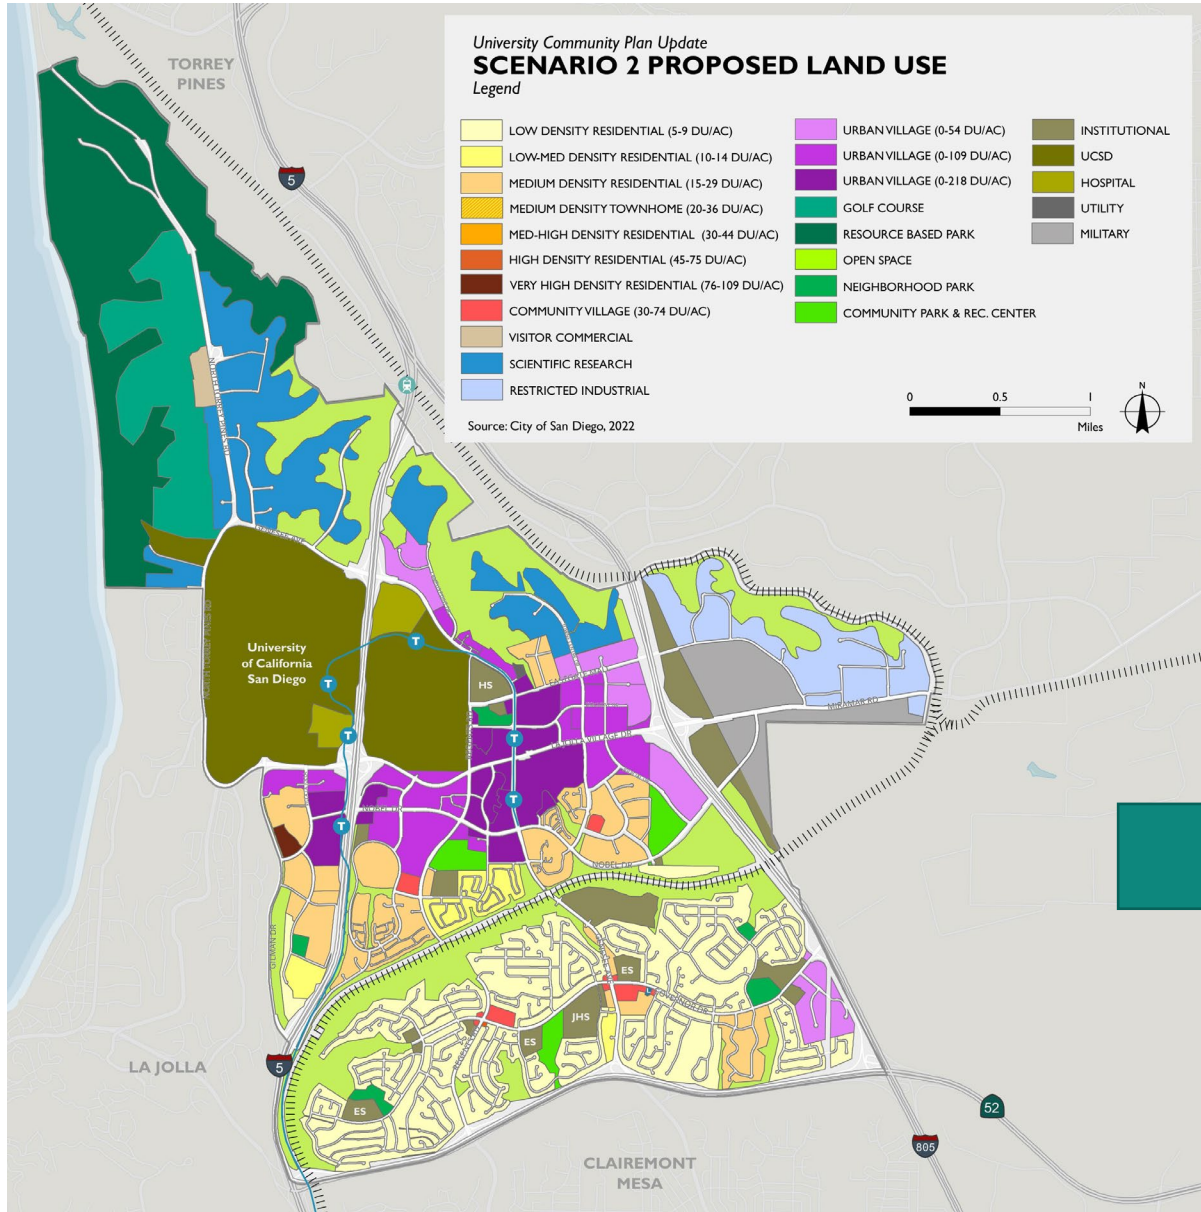 University Community Plan Update
SCENARIO 2 PROPOSED LAND USE
Legend
LOW DENSITY RESIDENTIAL (5-9 DU/AC)
LOW-MED DENSITY RESIDENTIAL (10-14 DU/AC)
MEDIUM DENSITY RESIDENTIAL (15-29 DU/AC)
MEDIUM DENSITY TOWNHOME (20-36 DU/AC)
MED-HIGH DENSITY RESIDENTIAL (30-44 DU/AC)
HIGH DENSITY RESIDENTIAL (45-75 DU/AC)
VERY HIGH DENSITY RESIDENTIAL (76-109 DU/AC)
COMMUNITY VILLAGE (30-74 DU/AC)
VISITOR COMMERCIAL
SCIENTIFIC RESEARCH
RESTRICTED INDUSTRIAL
URBAN VILLAGE (0-54 DU/AC)
URBAN VILLAGE (0-109 DU/AC)
URBAN VILLAGE (0-218 DU/AC)
GOLF COURSE
RESOURCE BASED PARK
OPEN SPACE
NEIGHBORHOOD PARK
COMMUNITY PARK & REC. CENTER
INSTITUTIONAL
UCSD
HOSPITAL
UTILITY
MILITARY
Source: City of San Diego, 2022
0 0.5 1
Miles
N
TORREY
PINES
5
NORTH TORREY PINES RD
GENESEE AVE
University
of California
San Diego
T
T
T
T
T
T
HS
LA JOLLA VILLAGE DR
MIRAMAR RD
NOBEL DR
NOBEL DR
GILMAN DR
ES
GOVERNOR DR
JHS
ES
ES
5
LA JOLLA
CLAIREMONT
MESA
52
805